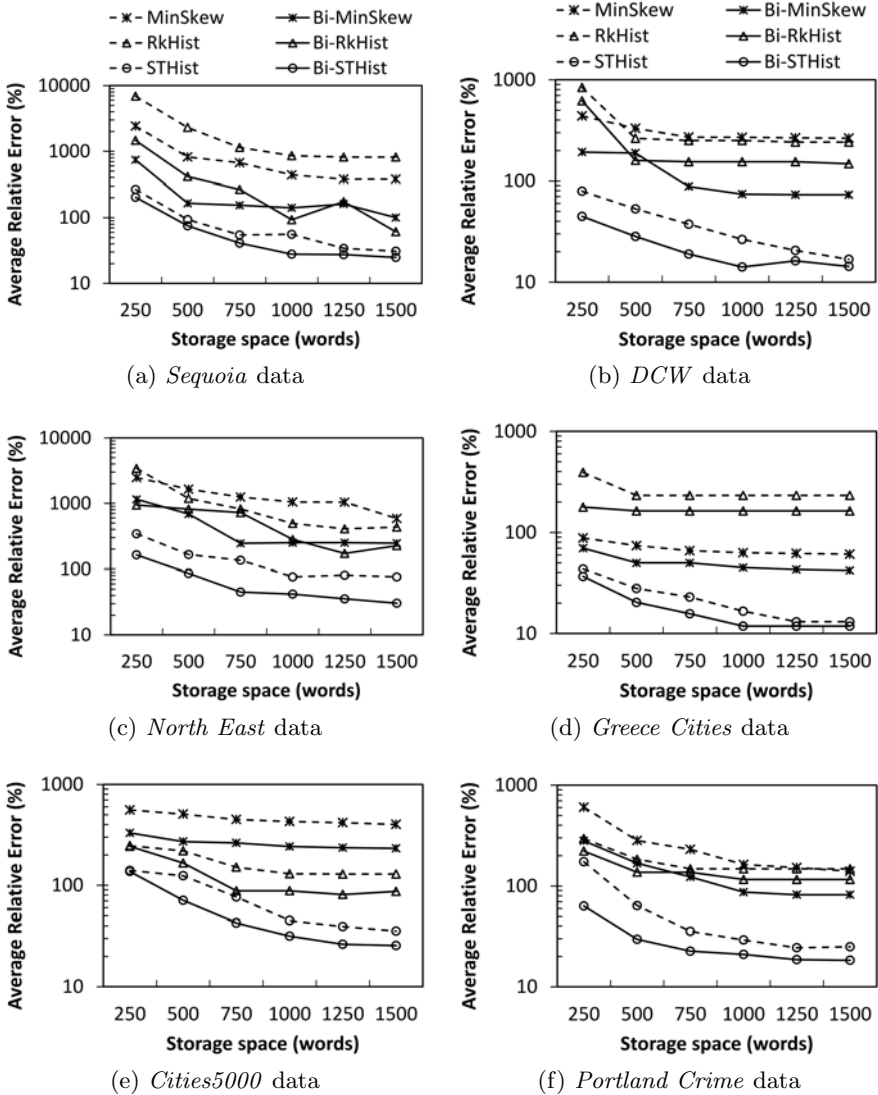 MinSkew
Bi-MinSkew
RkHist
Bi-RkHist
STHist
Bi-STHist
MinSkew
Bi-MinSkew
RkHist
Bi-RkHist
STHist
Bi-STHist
Average Relative Error (%)
10000
1000
100
10
250 500 750 1000 1250 1500
Storage space (words)
(a) Sequoia data
Average Relative Error (%)
1000
100
10
250 500 750 1000 1250 1500
Storage space (words)
(b) DCW data
Average Relative Error (%)
10000
1000
100
10
250 500 750 1000 1250 1500
Storage space (words)
(c) North East data
Average Relative Error (%)
1000
100
10
250 500 750 1000 1250 1500
Storage space (words)
(d) Greece Cities data
Average Relative Error (%)
1000
100
10
250 500 750 1000 1250 1500
Storage space (words)
(e) Cities5000 data
Average Relative Error (%)
1000
100
10
250 500 750 1000 1250 1500
Storage space (words)
(f) Portland Crime data